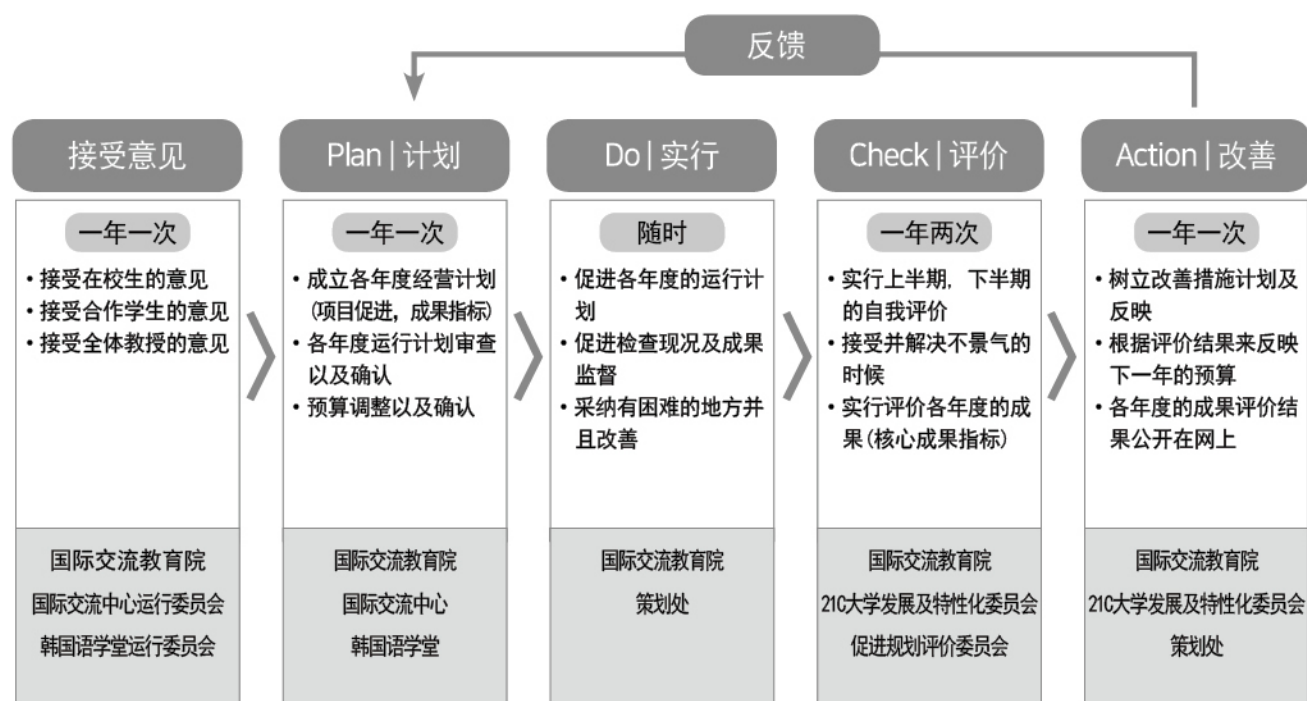 反馈
接受意见
一年一次
• 接受在校生的意见
• 接受合作学生的意见
• 接受全体教授的意见
国际交流教育院
国际交流中心运行委员会
韩国语学堂运行委员会
Plan | 计划
一年一次
• 成立各年度经营计划
(项目促进，成果指标)
• 各年度运行计划审查
以及确认
• 预算调整以及确认
国际交流教育院
国际交流中心
韩国语学堂
Do | 实行
随时
• 促进各年度的运行计
划
• 促进检查现况及成果
监督
• 采纳有困难的地方并
且改善
国际交流教育院
策划处
Check | 评价
一年两次
• 实行上半期，下半期
的自我评价
• 接受并解决不景气的
时候
• 实行评价各年度的成
果(核心成果指标)
国际交流教育院
21C大学发展及特性化委员会
促进规划评价委员会
Action | 改善
一年一次
• 树立改善措施计划及
反映
• 根据评价结果来反映
下一年的预算
• 各年度的成果评价结
果公开在网上
国际交流教育院
21C大学发展及特性化委员会
策划处